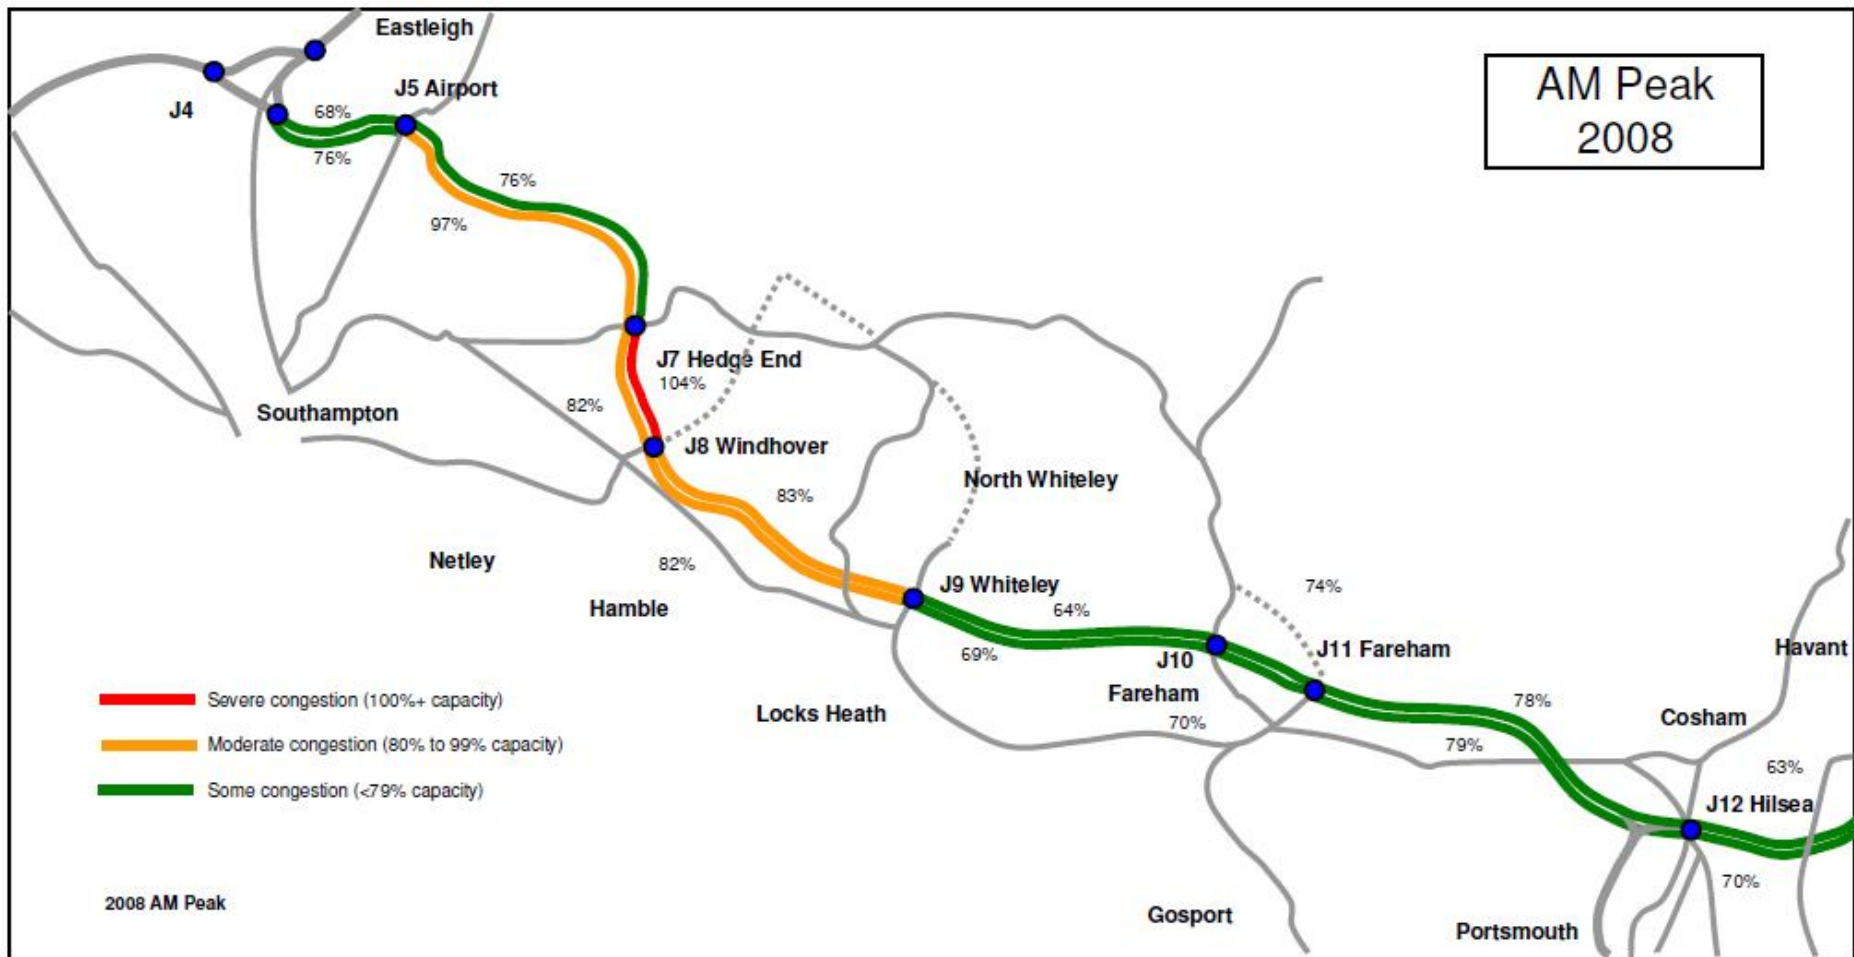 Eastleigh
AM Peak
2008
J5 Airport
J4
68%
76%
76%
97%
J7 Hedge End
104%
82%
Southampton
J8 Windhover
North Whiteley
83%
Netley
82%
J9 Whiteley
74%
Hamble
64%
J11 Fareham
Havant
69%
J10
Fareham
Severe congestion (100%+ capacity)
78%
Locks Heath
Cosham
70%
Moderate congestion (80% to 99% capacity)
79%
63%
Some congestion (<79% capacity)
J12 Hilsea
70%
2008 AM Peak
Gosport
Portsmouth